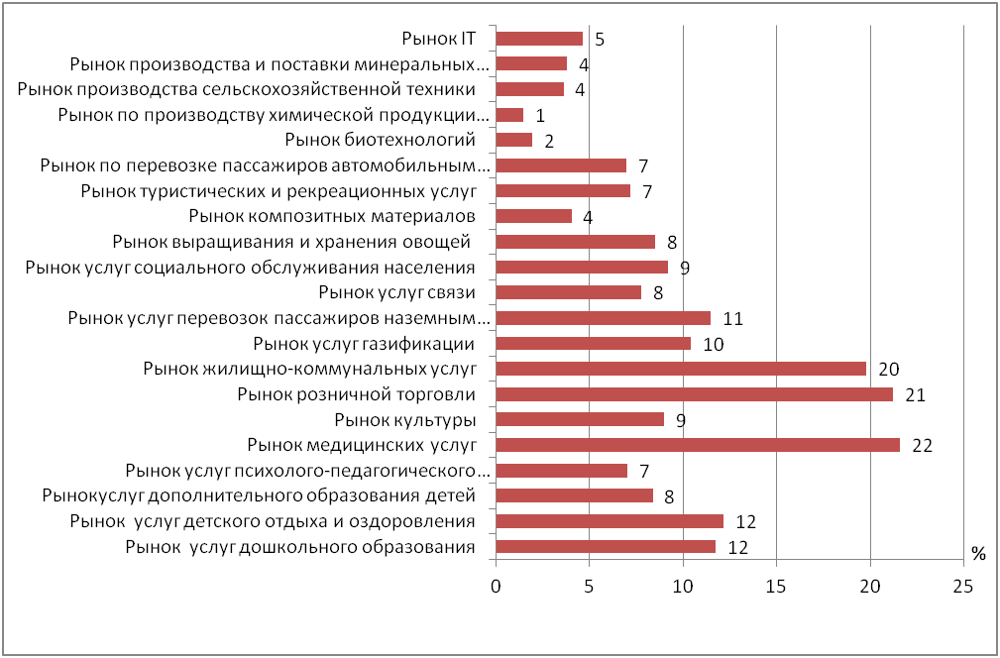 Рынок IT 5
Рынок производства и поставки минеральных… 4
Рынок производства сельскохозяйственной техники 4
Рынок по производству химической продукции… 1
Рынок биотехнологий 2
Рынок по перевозке пассажиров автомобильным… 7
Рынок туристических и рекреационных услуг 7
Рынок композитных материалов 4
Рынок выращивания и хранения овощей 8
Рынок услуг социального обслуживания населения 9
Рынок услуг связи 8
Рынок услуг перевозок пассажиров наземным… 11
Рынок услуг газификации 10
Рынок жилищно-коммунальных услуг 20
Рынок розничной торговли 21
Рынок культуры 9
Рынок медицинских услуг 22
Рынок услуг психолого-педагогического… 7
Рынокуслуг дополнительного образования детей 8
Рынок услуг детского отдыха и оздоровления 12
Рынок услуг дошкольного образования 12
%
0 5 10 15 20 25